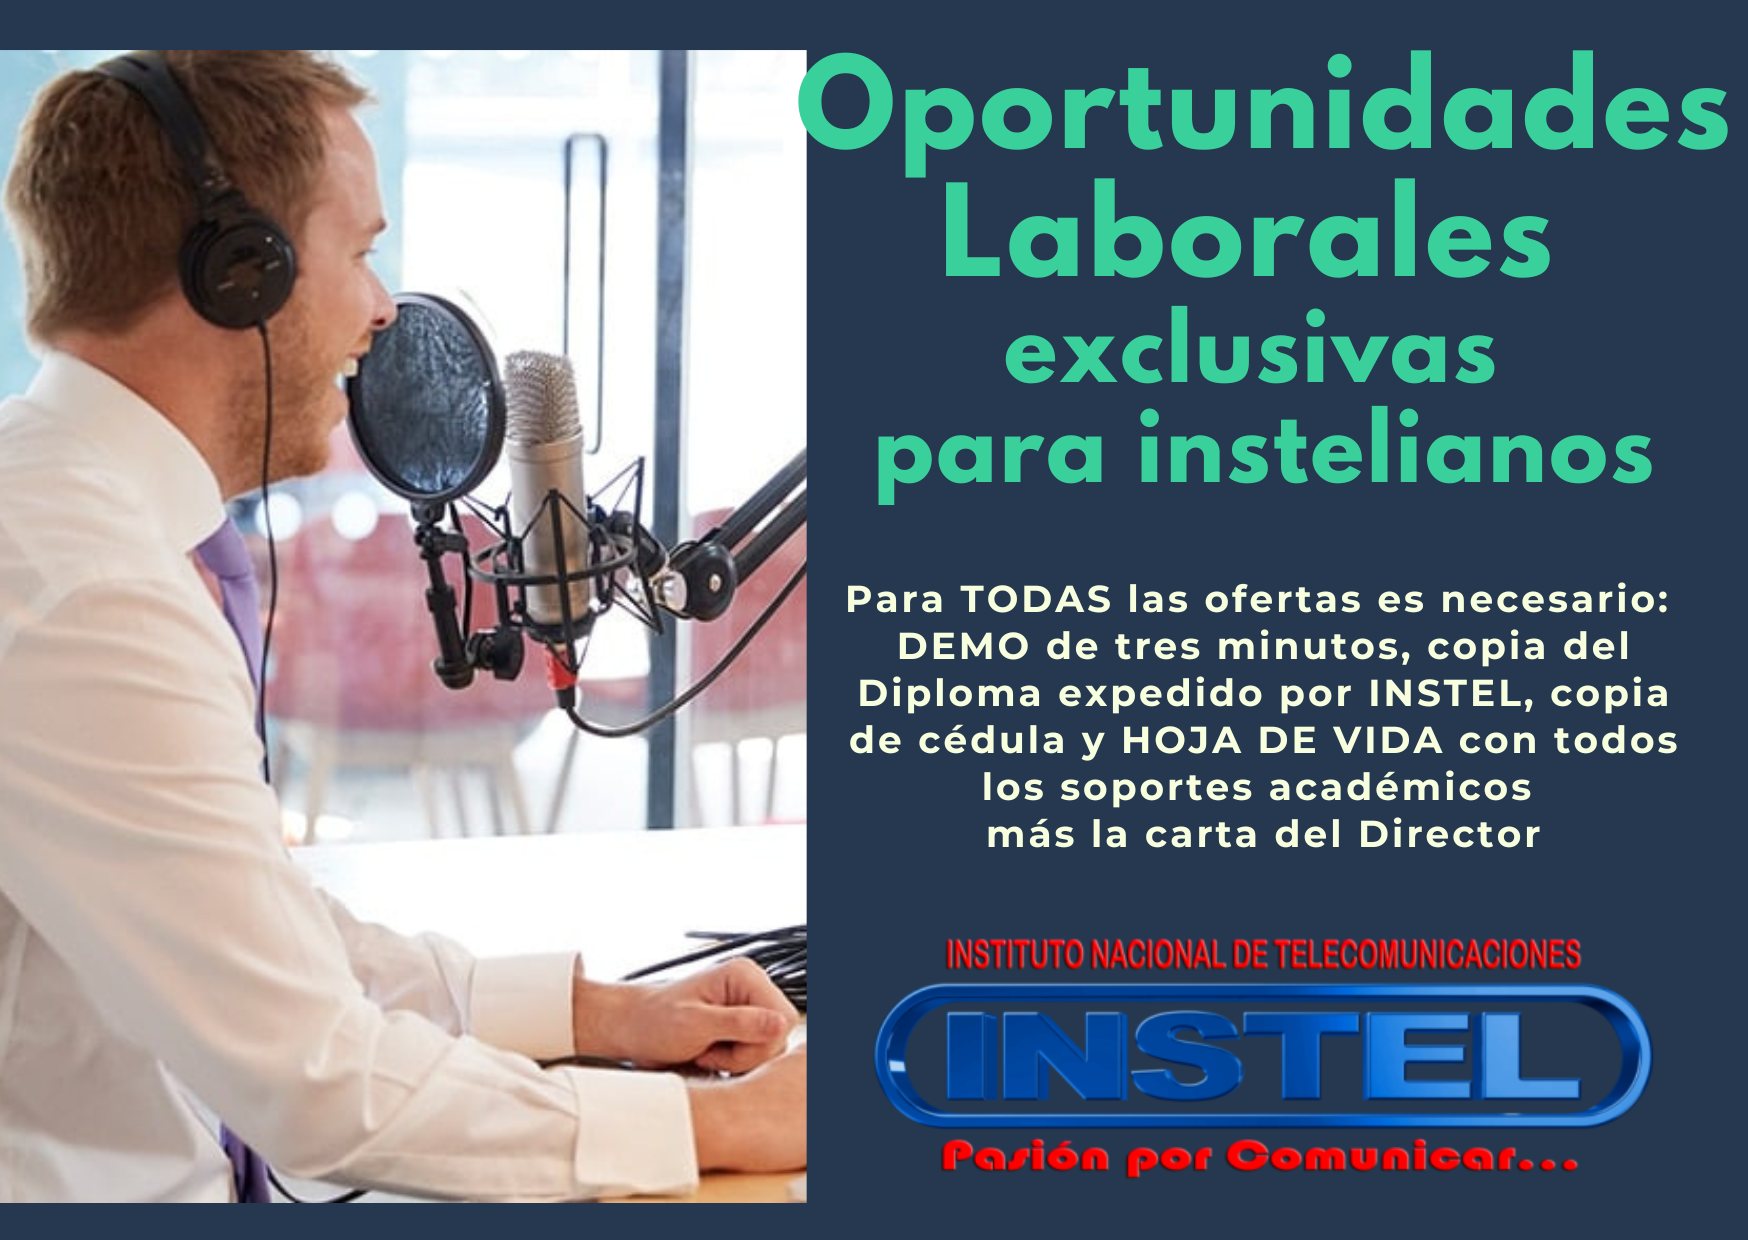 Oportunidades
Laborales
exclusivas
para instelianos
Para TODAS las ofertas es necesario:
DEMO de tres minutos, copia del
Diploma expedido por INSTEL, copia
de cédula y HOJA DE VIDA con todos
los soportes académicos
más la carta del Director
INSTITUTO NACIONAL DE TELECOMUNICACIONES
INSTEL
Pasión por Comunicar...